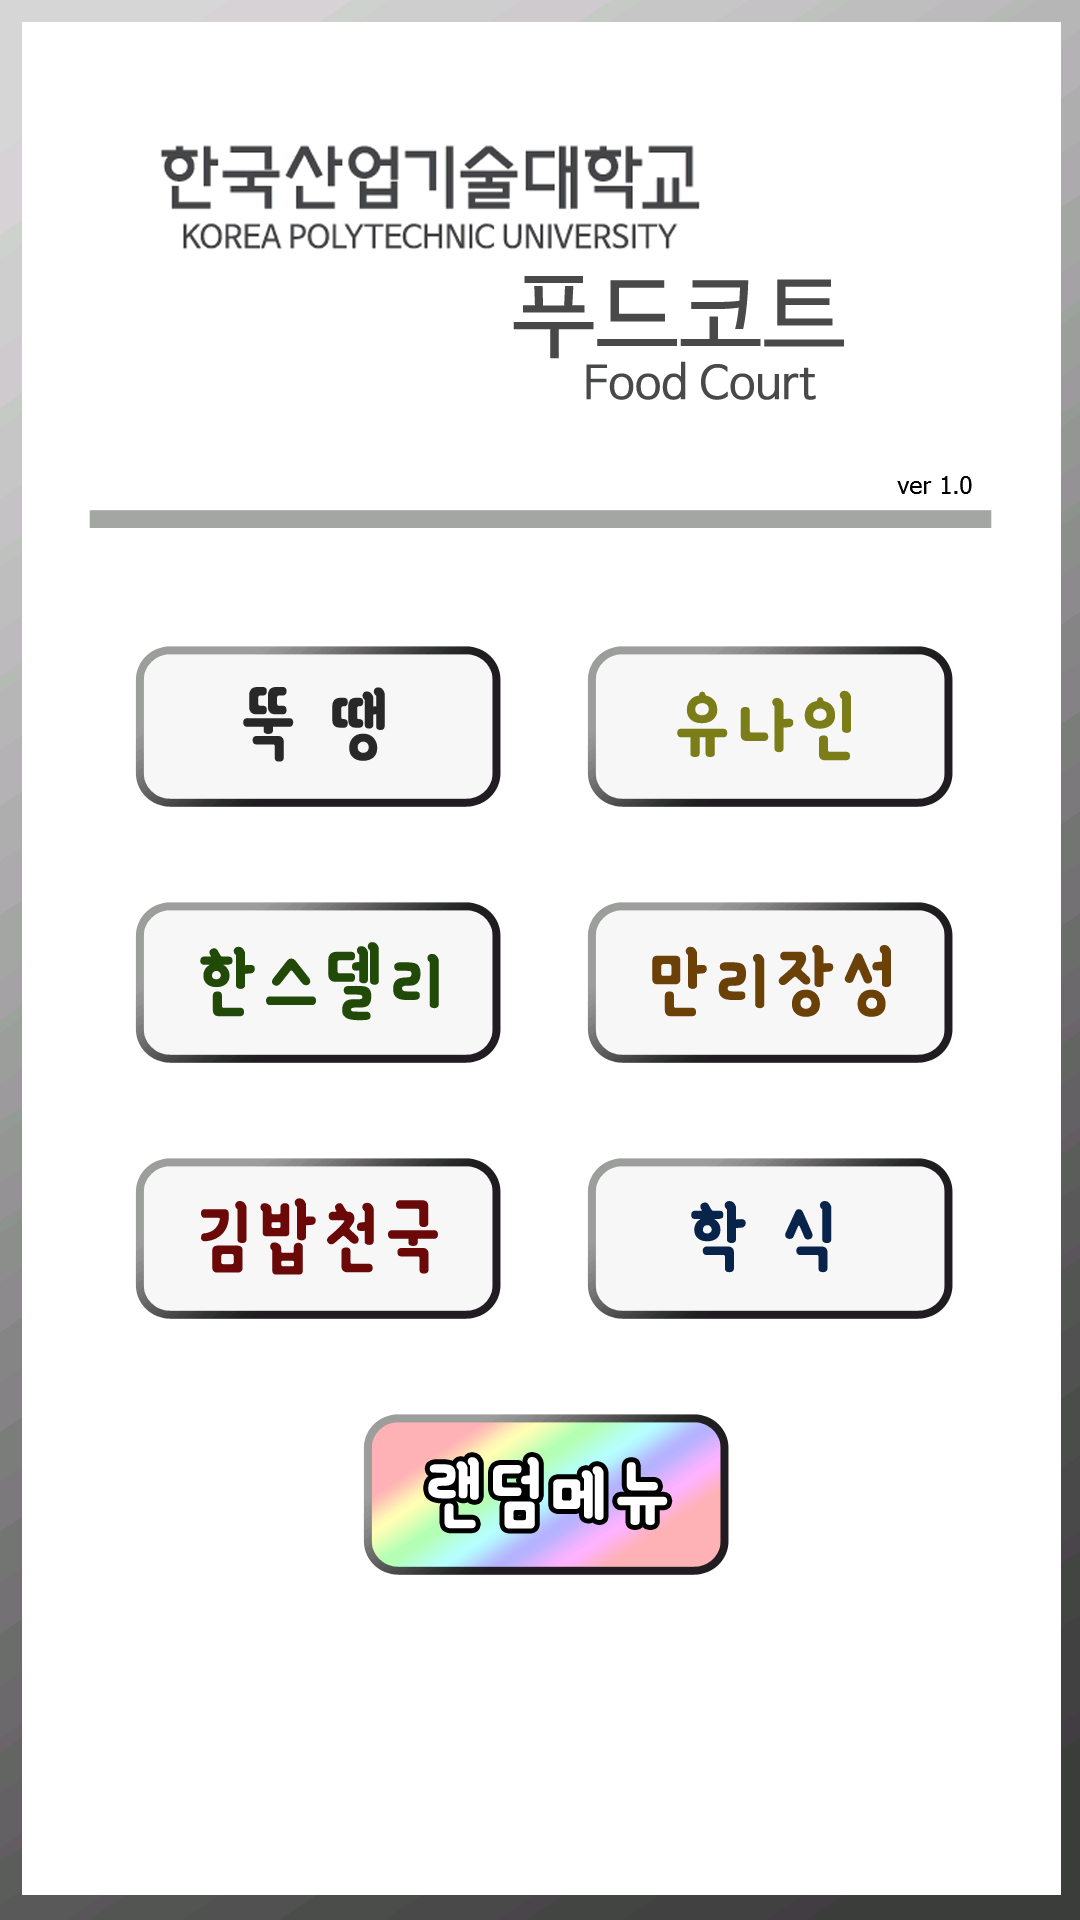 한국산업기술대학교
KOREA POLYTECHNIC UNIVERSITY
푸드코트
Food Court
ver 1.0
뚝 땡
유나인
한스델리
만리장성
김밥천국
학 식
랜덤메뉴